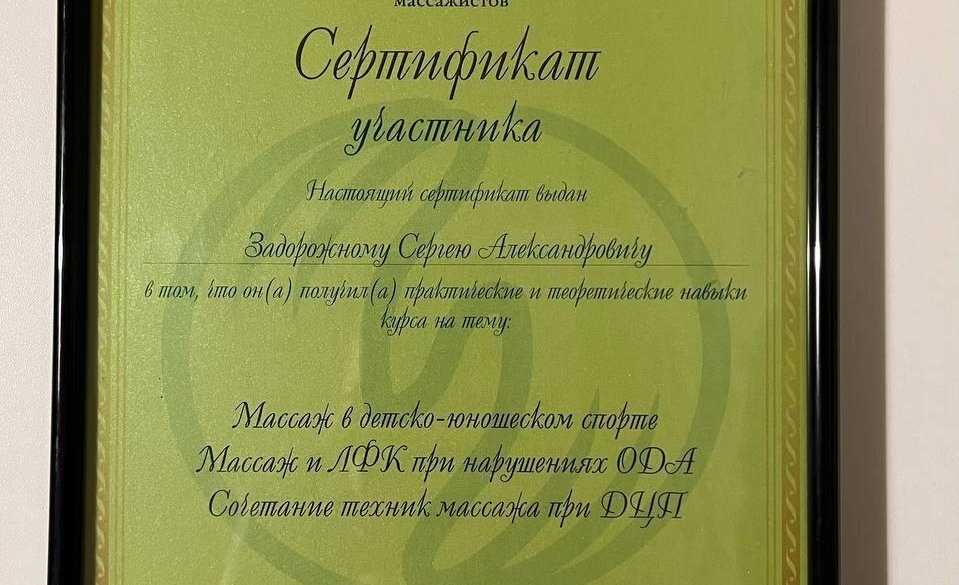 массажистов
Сертификат
участника
Настоящий сертификат выдан
Задорожному Сергею Александровичу
в том, что он(а) получил(а) практические и теоретические навыки
курса на тему:
Массаж в детско-юношеском спорте
Массаж и ЛФК при нарушениях ОДА
Сочетание техник массажа при ДЦП